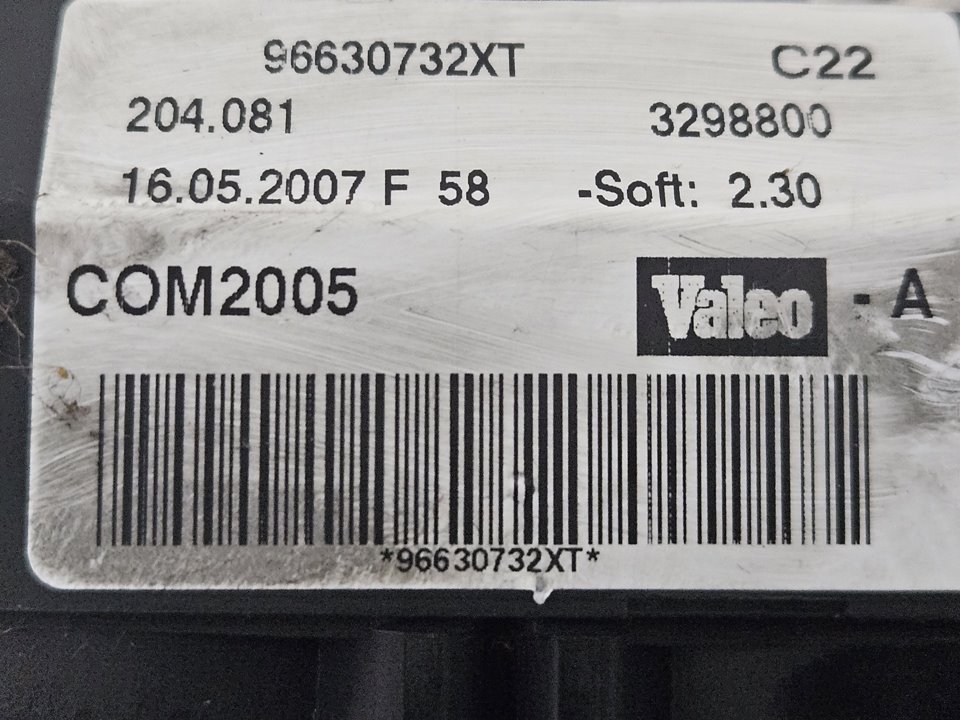 96630732XT C22
204.081 3298800
16.05.2007 F 58 -Soft: 2.30
COM2005 Valeo - A
*96630732XT*